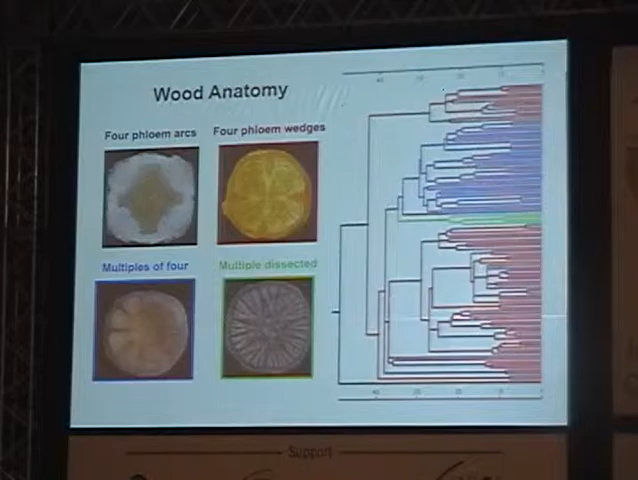 Wood Anatomy
Four phloem arcs
Four phloem wedges
Multiples of four
Multiple dissected
Support